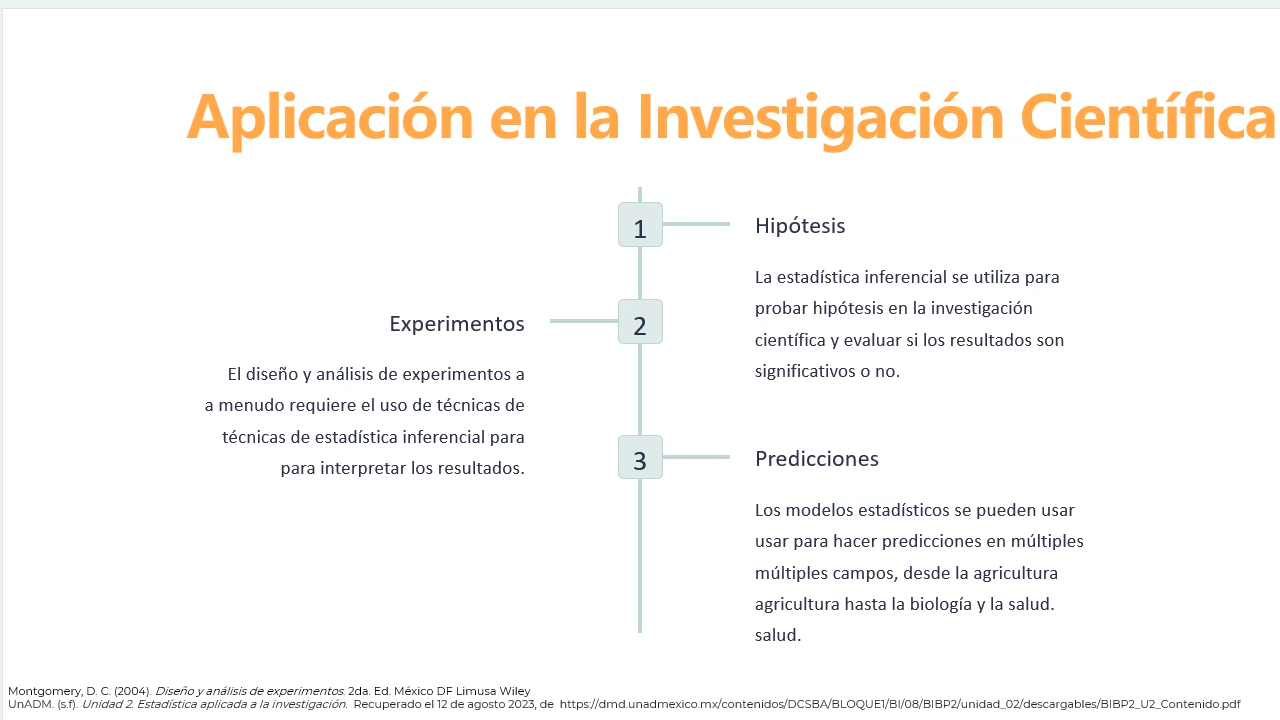 Aplicación en la Investigación Científica
1
Hipótesis
La estadística inferencial se utiliza para
probar hipótesis en la investigación
científica y evaluar si los resultados son
significativos o no.
2
Experimentos
El diseño y análisis de experimentos a
a menudo requiere el uso de técnicas de
técnicas de estadística inferencial para
para interpretar los resultados.
3
Predicciones
Los modelos estadísticos se pueden usar
usar para hacer predicciones en múltiples
múltiples campos, desde la agricultura
agricultura hasta la biología y la salud.
salud.
Montgomery, D. C. (2004). Diseño y análisis de experimentos. 2da. Ed. México DF Limusa Wiley
UnADM. (s.f). Unidad 2. Estadística aplicada a la investigación. Recuperado el 12 de agosto 2023, de https://dmd.unadmexico.mx/contenidos/DCSBA/BLOQUE1/BI/08/BIBP2/unidad_02/descargables/BIBP2_U2_Contenido.pdf